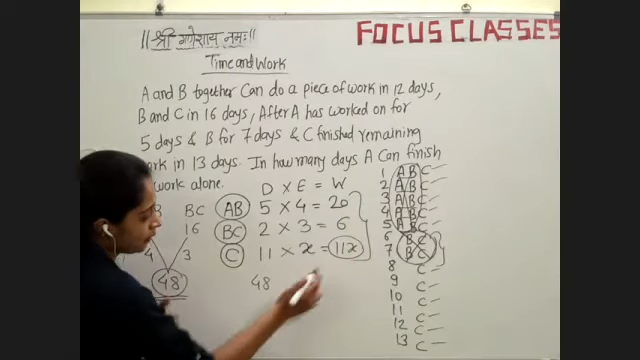 || श्री गणेशाय नमः ||
FOCUS CLASSES
Time and Work
A and B together Can do a piece of work in 12 days,
B and C in 16 days, After A has worked on for
5 days & B for 7 days & C finished remaining
work in 13 days. In how many days A Can finish
work alone.
D × E = W
BC
16
4
3
48
AB 5 × 4 = 20
BC 2 × 3 = 6
C 11 × x = 11x
48
1 A B C
2 A B C
3 A B C
4 A B C
5 A B C
6 B C
7 B C
8 C
9 C
10 C
11 C
12 C
13 C